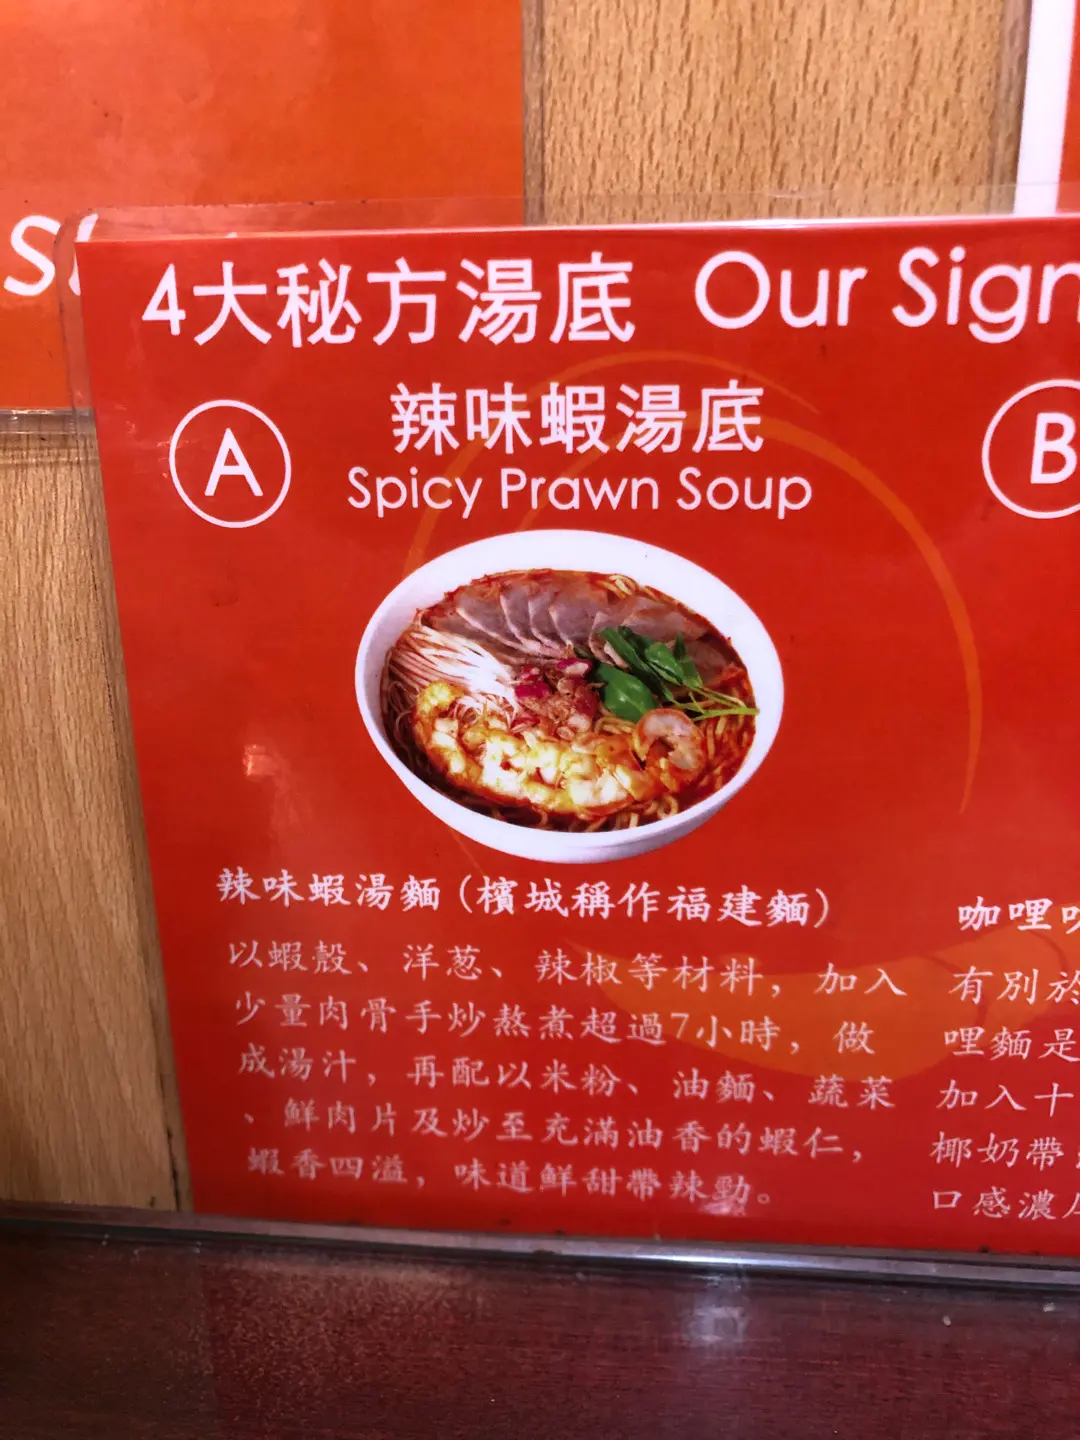 4大秘方湯底 Our Sign
A
辣味蝦湯底
Spicy Prawn Soup
B
辣味蝦湯麵(檳城稱作福建麵)
以蝦殼、洋葱、辣椒等材料，加入
少量肉骨手炒熬煮超過7小時，做
成湯汁，再配以米粉、油麵、蔬菜
、鮮肉片及炒至充滿油香的蝦仁，
蝦香四溢，味道鮮甜帶辣勁。
咖哩
有別於
哩麵是
加入十
椰奶帶
口感濃